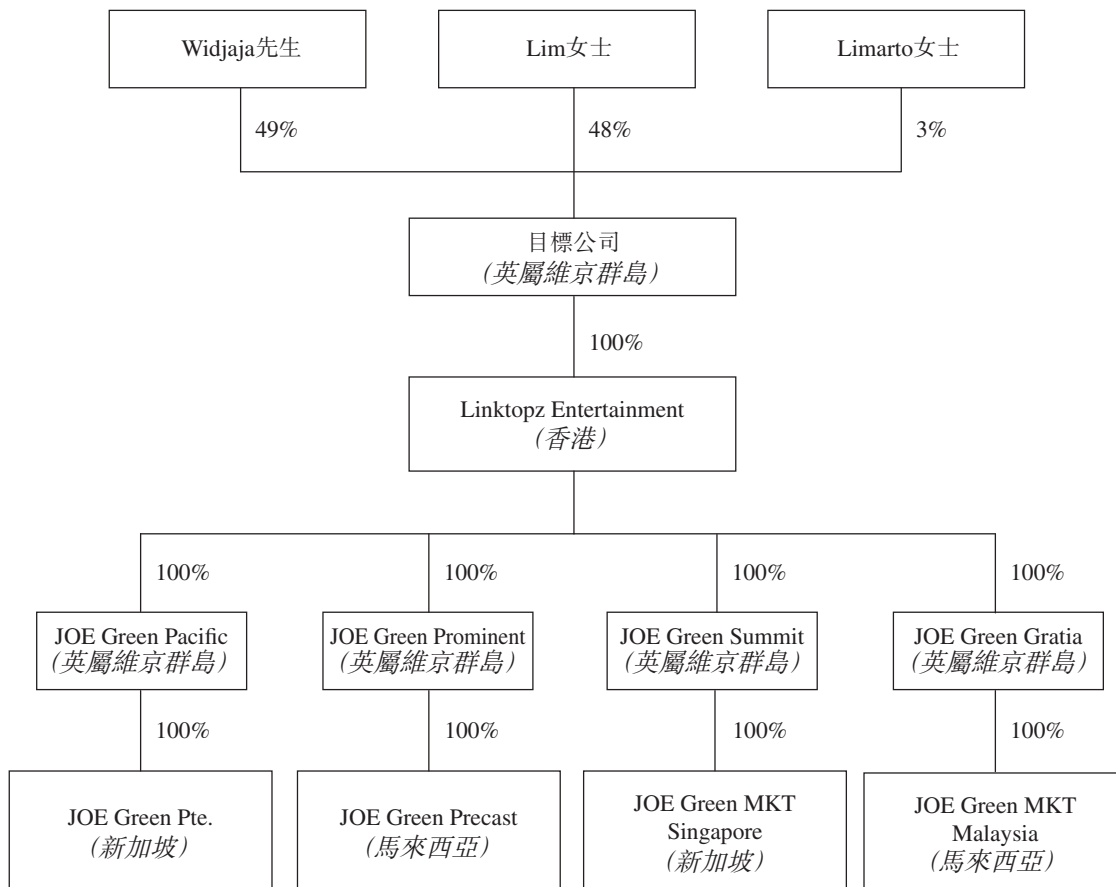 Widjaja先生
Lim女士
Limarto女士
49%
48%
3%
目標公司
(英屬維京群島)
100%
Linktopz Entertainment
(香港)
100%
100%
100%
100%
JOE Green Pacific
(英屬維京群島)
JOE Green Prominent
(英屬維京群島)
JOE Green Summit
(英屬維京群島)
JOE Green Gratia
(英屬維京群島)
100%
100%
100%
100%
JOE Green Pte.
(新加坡)
JOE Green Precast
(馬來西亞)
JOE Green MKT
Singapore
(新加坡)
JOE Green MKT
Malaysia
(馬來西亞)